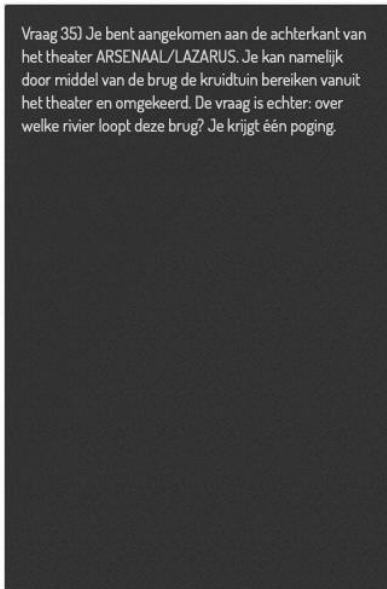 Vraag 35) Je bent aangekomen aan de achterkant van
het theater ARSENAAL/LAZARUS. Je kan namelijk
door middel van de brug de kruidtuin bereiken vanuit
het theater en omgekeerd. De vraag is echter: over
welke rivier loopt deze brug? Je krijgt één poging.